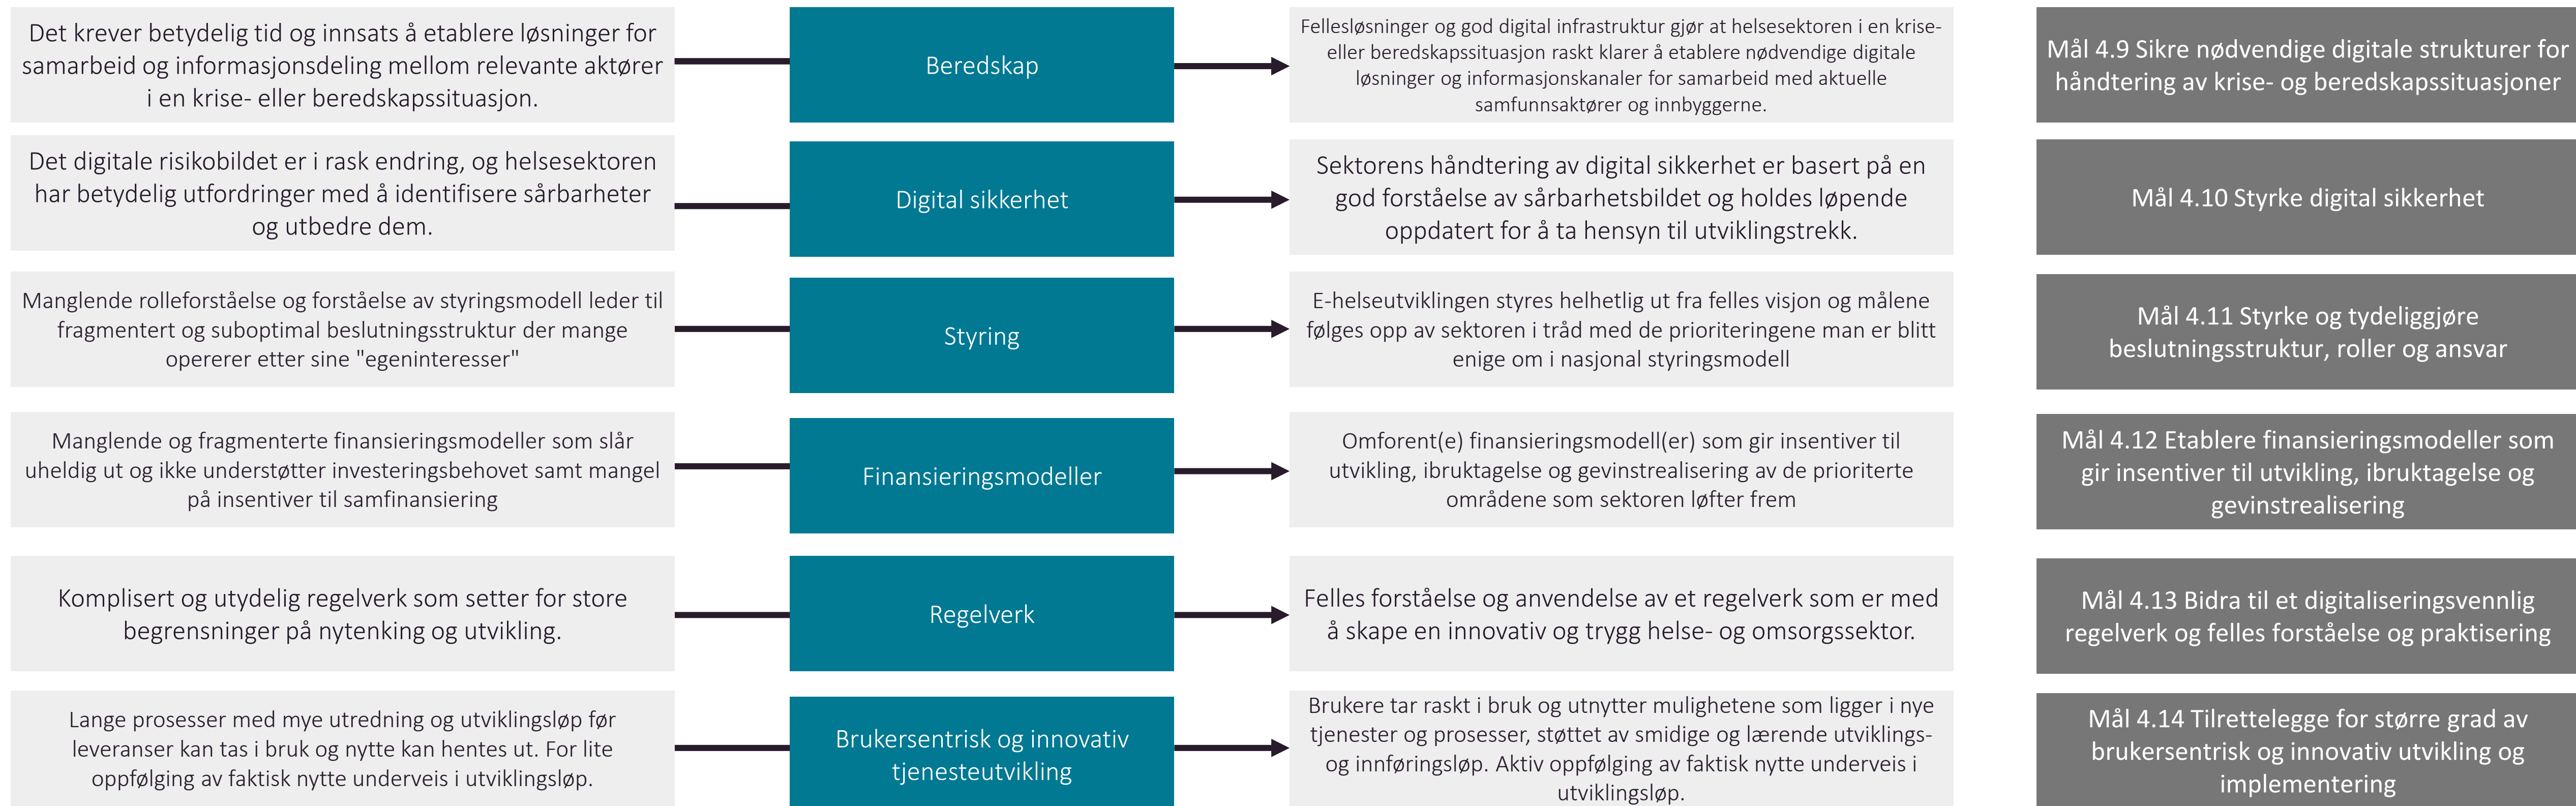 Det krever betydelig tid og innsats å etablere løsninger for
samarbeid og informasjonsdeling mellom relevante aktører
i en krise- eller beredskapssituasjon.
Beredskap
Fellesløsninger og god digital infrastruktur gjør at helsesektoren i en krise-
eller beredskapssituasjon raskt klarer å etablere nødvendige digitale
løsninger og informasjonskanaler for samarbeid med aktuelle
samfunnsaktører og innbyggerne.
Mål 4.9 Sikre nødvendige digitale strukturer for
håndtering av krise- og beredskapssituasjoner
Det digitale risikobildet er i rask endring, og helsesektoren
har betydelig utfordringer med å identifisere sårbarheter
og utbedre dem.
Digital sikkerhet
Sektorens håndtering av digital sikkerhet er basert på en
god forståelse av sårbarhetsbildet og holdes løpende
oppdatert for å ta hensyn til utviklingstrekk.
Mål 4.10 Styrke digital sikkerhet
Manglende rolleforståelse og forståelse av styringsmodell leder til
fragmentert og suboptimal beslutningsstruktur der mange
opererer etter sine "egeninteresser"
Styring
E-helseutviklingen styres helhetlig ut fra felles visjon og målene
følges opp av sektoren i tråd med de prioriteringene man er blitt
enige om i nasjonal styringsmodell
Mål 4.11 Styrke og tydeliggjøre
beslutningsstruktur, roller og ansvar
Manglende og fragmenterte finansieringsmodeller som slår
uheldig ut og ikke understøtter investeringsbehovet samt mangel
på insentiver til samfinansiering
Finansieringsmodeller
Omforent(e) finansieringsmodell(er) som gir insentiver til
utvikling, ibruktagelse og gevinstrealisering av de prioriterte
områdene som sektoren løfter frem
Mål 4.12 Etablere finansieringsmodeller som
gir insentiver til utvikling, ibruktagelse og
gevinstrealisering
Komplisert og utydelig regelverk som setter for store
begrensninger på nytenking og utvikling.
Regelverk
Felles forståelse og anvendelse av et regelverk som er med
å skape en innovativ og trygg helse- og omsorgssektor.
Mål 4.13 Bidra til et digitaliseringsvennlig
regelverk og felles forståelse og praktisering
Lange prosesser med mye utredning og utviklingsløp før
leveranser kan tas i bruk og nytte kan hentes ut. For lite
oppfølging av faktisk nytte underveis i utviklingsløp.
Brukersentrisk og innovativ
tjenesteutvikling
Brukere tar raskt i bruk og utnytter mulighetene som ligger i nye
tjenester og prosesser, støttet av smidige og lærende utviklings-
og innføringsløp. Aktiv oppfølging av faktisk nytte underveis i
utviklingsløp.
Mål 4.14 Tilrettelegge for større grad av
brukersentrisk og innovativ utvikling og
implementering